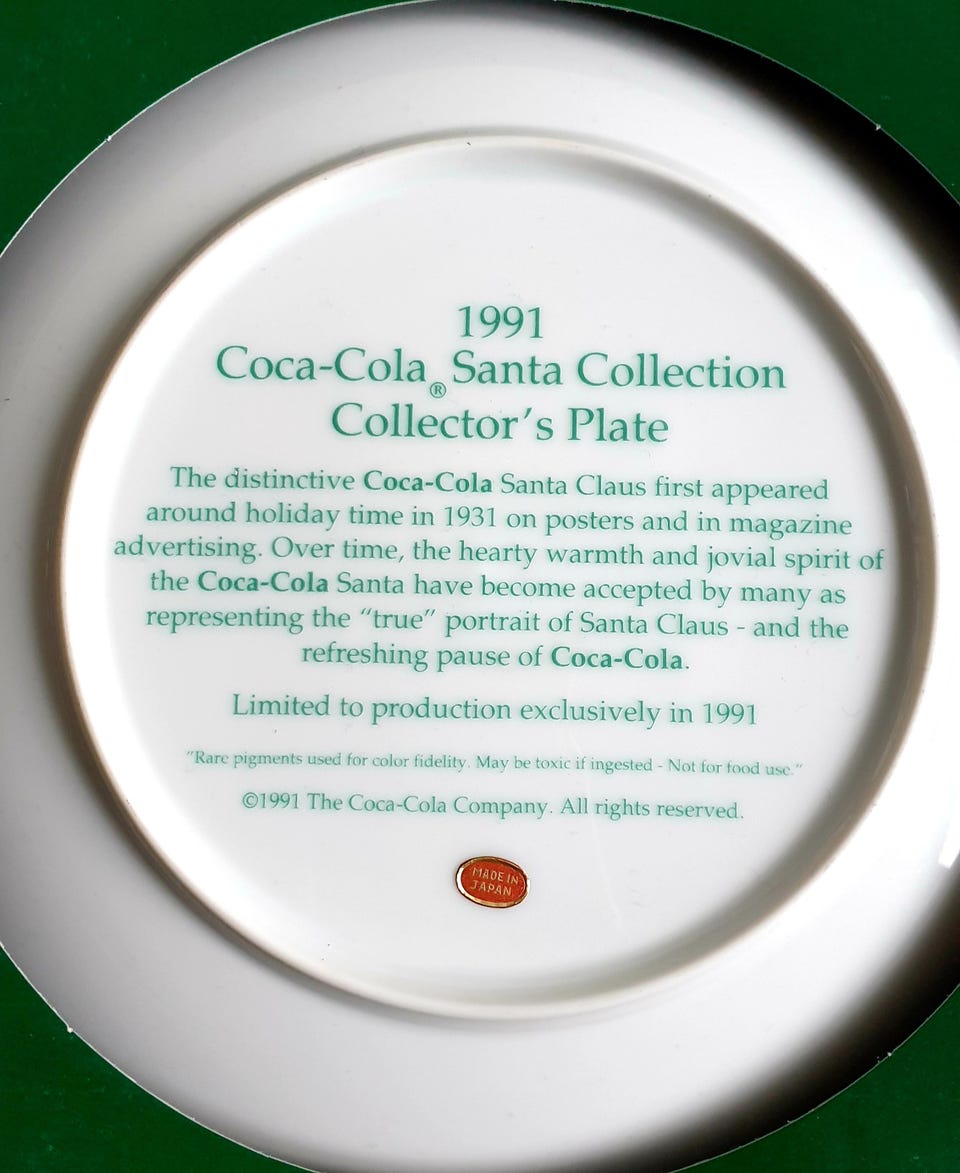 1991
Coca-Cola® Santa Collection
Collector's Plate
The distinctive Coca-Cola Santa Claus first appeared
around holiday time in 1931 on posters and in magazine
advertising. Over time, the hearty warmth and jovial spirit of
the Coca-Cola Santa have become accepted by many as
representing the “true” portrait of Santa Claus - and the
refreshing pause of Coca-Cola.
Limited to production exclusively in 1991
"Rare pigments used for color fidelity. May be toxic if ingested - Not for food use."
©1991 The Coca-Cola Company. All rights reserved.
MADE IN
JAPAN